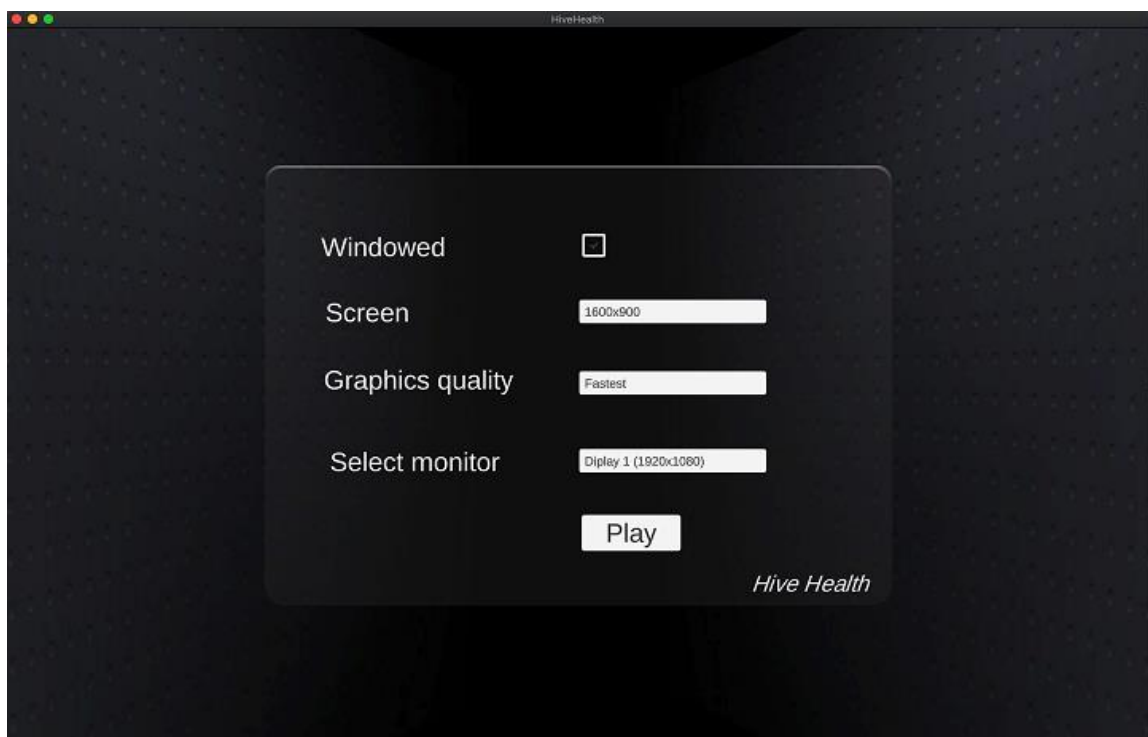 HiveHealth
Windowed
Screen 1600x900
Graphics quality Fastest
Select monitor Diplay 1 (1920x1080)
Play
Hive Health